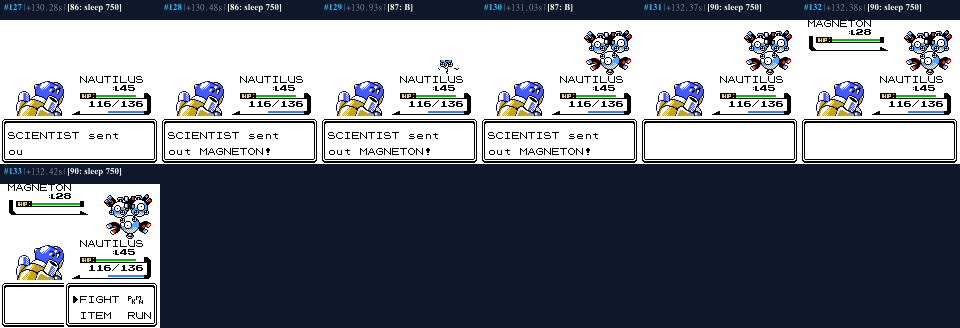 #127|+130.28s|[86: sleep 750]
NAUTILUS
:L45
HP:
116/136
SCIENTIST sent
ou
#128|+130.48s|[86: sleep 750]
NAUTILUS
:L45
HP:
116/136
SCIENTIST sent
out MAGNETON!
#129|+130.93s|[87: B]
NAUTILUS
:L45
HP:
116/136
SCIENTIST sent
out MAGNETON!
#130|+131.03s|[87: B]
NAUTILUS
:L45
HP:
116/136
SCIENTIST sent
out MAGNETON!
#131|+132.37s|[90: sleep 750]
NAUTILUS
:L45
HP:
116/136
#132|+132.38s|[90: sleep 750]
MAGNETON
:L28
HP:
NAUTILUS
:L45
HP:
116/136
#133|+132.42s|[90: sleep 750]
MAGNETON
:L28
HP:
NAUTILUS
:L45
HP:
116/136
▶FIGHT PKMN
ITEM RUN